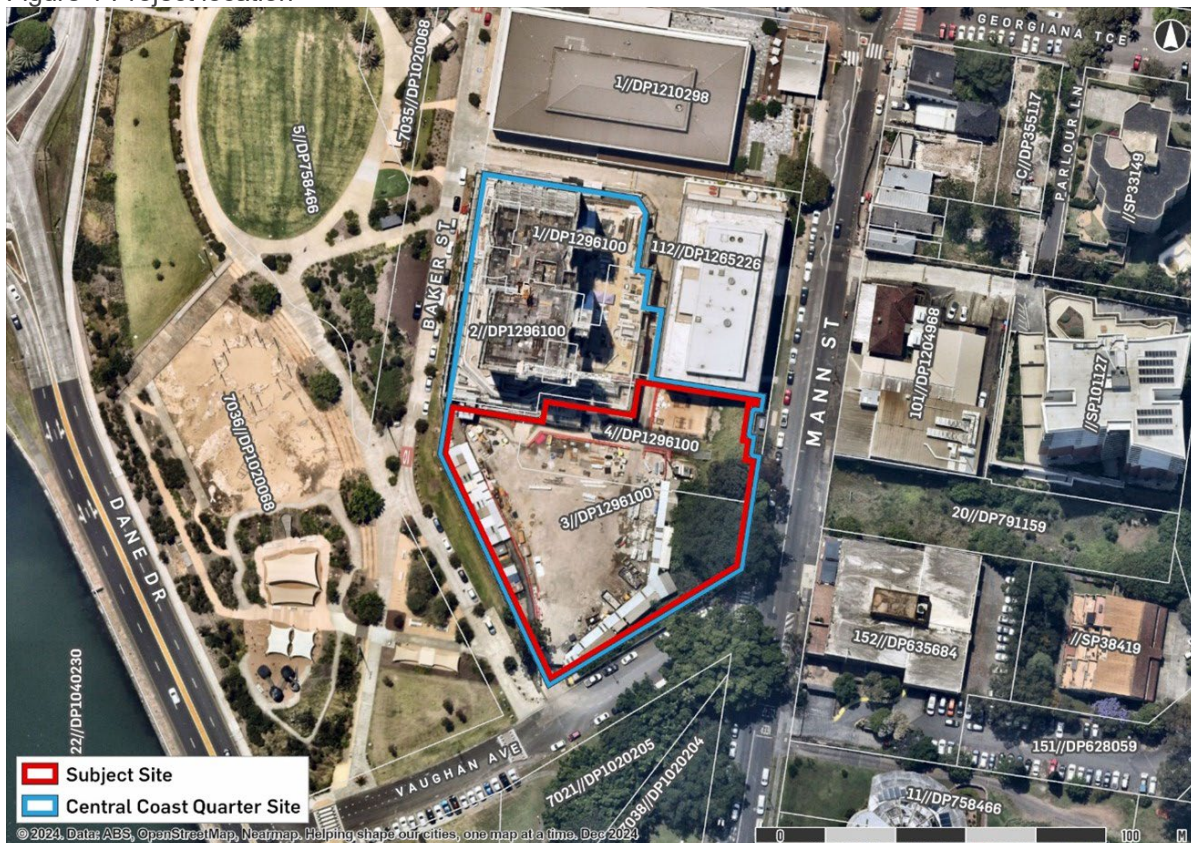 Figure 1 Project location
GEORGIANA TCE
7035//DP1020068
1//DP1210298
C//DP355117
PARLOUR LN
//SP33149
5//DP758466
BAKER ST
1//DP1296100
112//DP1265226
2//DP1296100
MANN ST
101//DP1204968
//SP101127
4//DP1296100
7036//DP1020068
3//DP1296100
20//DP791159
DANE DR
152//DP635684
//SP38419
22//DP1040230
151//DP628059
VAUGHAN AVE
7021//DP1020205
7038//DP1020204
11//DP758466
Subject Site
Central Coast Quarter Site
© 2024. Data: ABS, OpenStreetMap, Nearmap. Helping shape our cities, one map at a time. Dec 2024
0 100 M